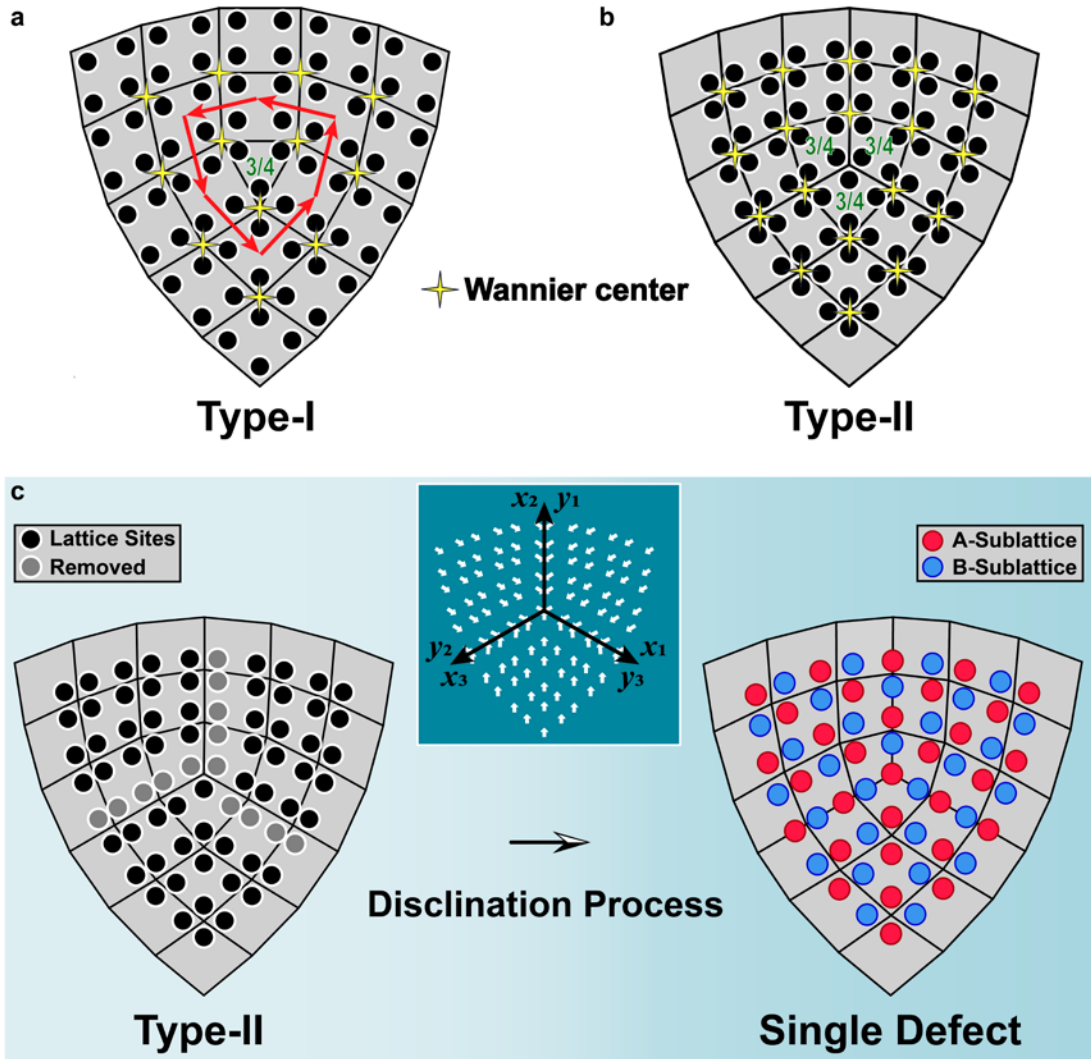 a
b
3/4
3/4 3/4
3/4
Wannier center
Type-I
Type-II
c
Lattice Sites
Removed
x2 y1
y2 x1
x3 y3
A-Sublattice
B-Sublattice
Disclination Process
Type-II
Single Defect